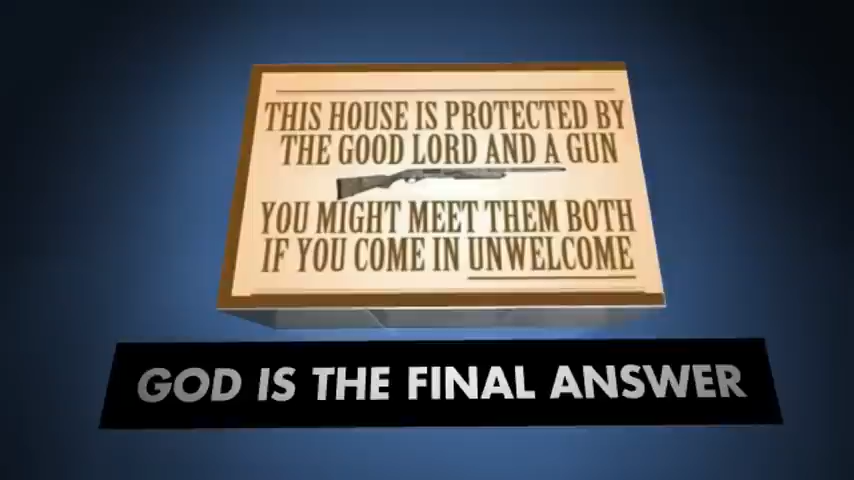 THIS HOUSE IS PROTECTED BY
THE GOOD LORD AND A GUN
YOU MIGHT MEET THEM BOTH
IF YOU COME IN UNWELCOME
GOD IS THE FINAL ANSWER